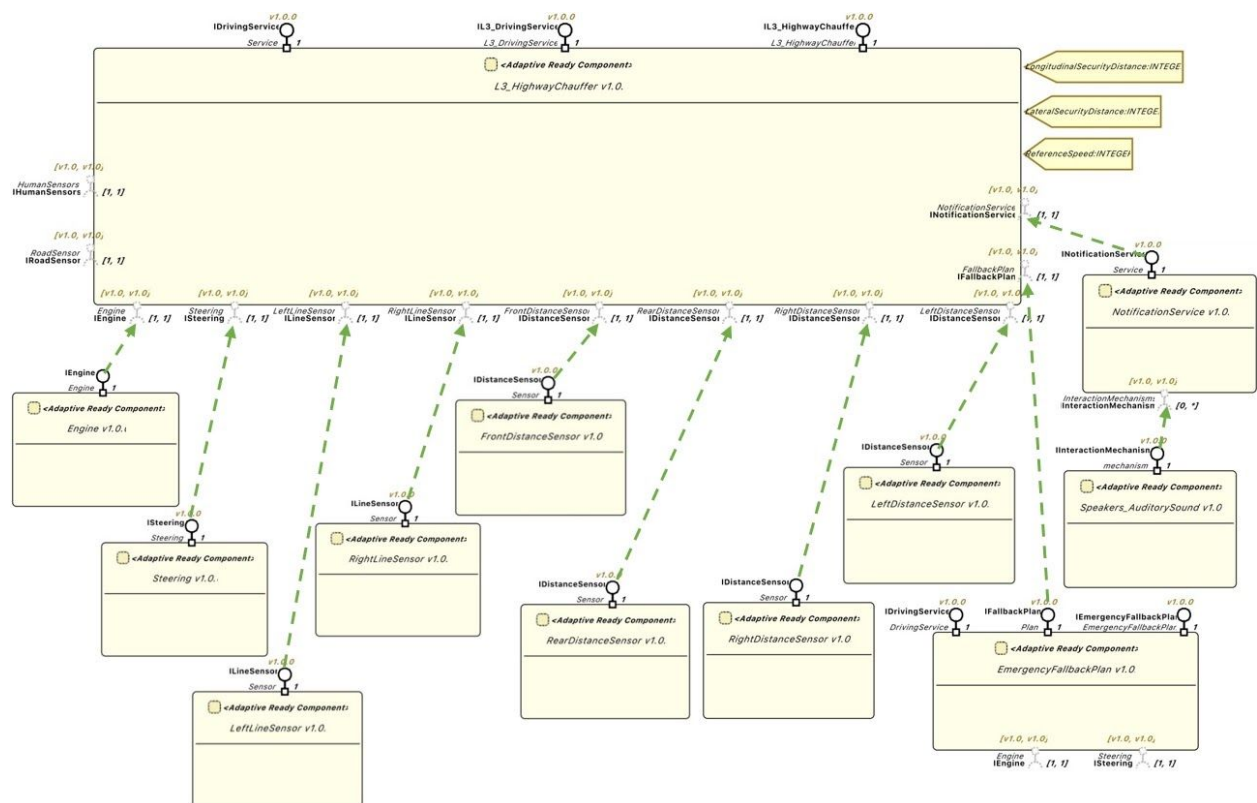 v1.0.0
IDrivingService
Service 1
v1.0.0
IL3_DrivingService
L3_DrivingService 1
v1.0.0
IL3_HighwayChauffer
L3_HighwayChauffer 1
<Adaptive Ready Component>
L3_HighwayChauffer v1.0.
LongitudinalSecurityDistance:INTEGE
LateralSecurityDistance:INTEGE
ReferenceSpeed:INTEGER
[v1.0, v1.0]
HumanSensors
IHumanSensors [1, 1]
[v1.0, v1.0]
RoadSensor
IRoadSensor [1, 1]
[v1.0, v1.0]
NotificationService
INotificationService [1, 1]
[v1.0, v1.0]
FallbackPlan
IFallbackPlan [1, 1]
[v1.0, v1.0]
Engine
IEngine [1, 1]
[v1.0, v1.0]
Steering
ISteering [1, 1]
[v1.0, v1.0]
LeftLineSensor
ILineSensor [1, 1]
[v1.0, v1.0]
RightLineSensor
ILineSensor [1, 1]
[v1.0, v1.0]
FrontDistanceSensor
IDistanceSensor [1, 1]
[v1.0, v1.0]
RearDistanceSensor
IDistanceSensor [1, 1]
[v1.0, v1.0]
RightDistanceSensor
IDistanceSensor [1, 1]
[v1.0, v1.0]
LeftDistanceSensor
IDistanceSensor [1, 1]
v1.0.0
INotificationService
Service 1
<Adaptive Ready Component>
NotificationService v1.0.
[v1.0, v1.0]
InteractionMechanism
IInteractionMechanism [0, *]
v1.0.0
IInteractionMechanism
mechanism 1
<Adaptive Ready Component>
Speakers_AuditorySound v1.0
v1.0.0
IEngine
Engine 1
<Adaptive Ready Component>
Engine v1.0.
v1.0.0
IDistanceSensor
Sensor 1
<Adaptive Ready Component>
FrontDistanceSensor v1.0
v1.0.0
IDistanceSensor
Sensor 1
<Adaptive Ready Component>
LeftDistanceSensor v1.0.
v1.0.0
ILineSensor
Sensor 1
<Adaptive Ready Component>
RightLineSensor v1.0.
v1.0.0
ISteering
Steering 1
<Adaptive Ready Component>
Steering v1.0.
v1.0.0
IDistanceSensor
Sensor 1
<Adaptive Ready Component>
RearDistanceSensor v1.0.
v1.0.0
IDistanceSensor
Sensor 1
<Adaptive Ready Component>
RightDistanceSensor v1.0
v1.0.0
ILineSensor
Sensor 1
<Adaptive Ready Component>
LeftLineSensor v1.0.
v1.0.0
IDrivingService
DrivingService 1
v1.0.0
IFallbackPlan
Plan 1
v1.0.0
IEmergencyFallbackPlan
EmergencyFallbackPlan 1
<Adaptive Ready Component>
EmergencyFallbackPlan v1.0.
[v1.0, v1.0]
Engine
IEngine [1, 1]
[v1.0, v1.0]
Steering
ISteering [1, 1]